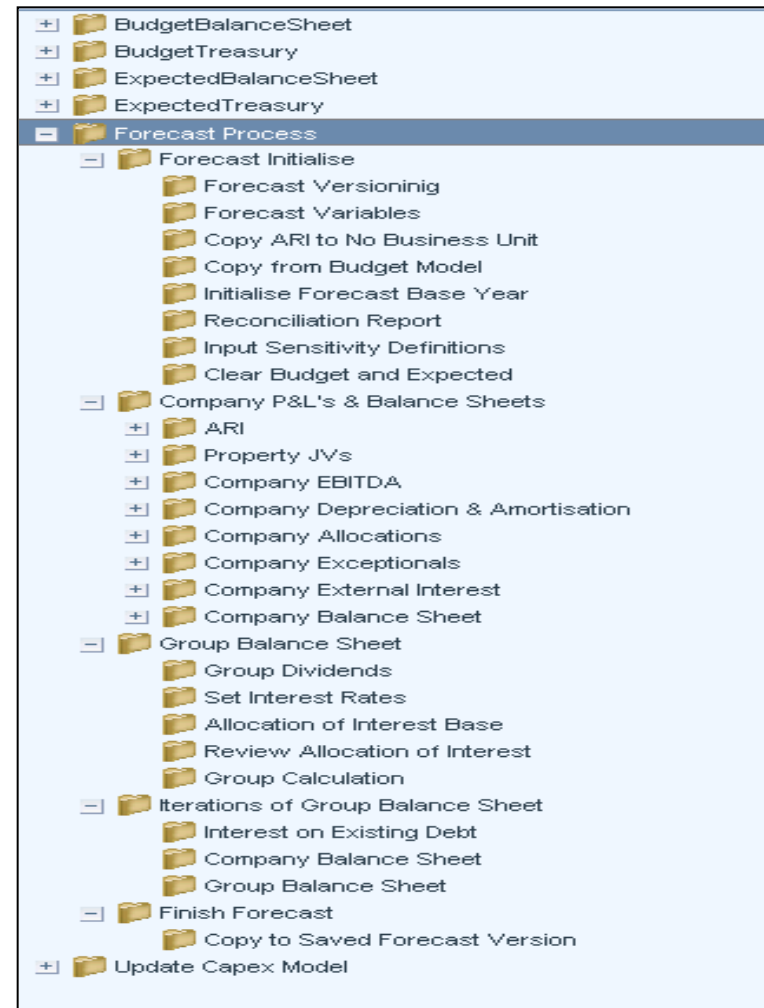 BudgetBalanceSheet
BudgetTreasury
ExpectedBalanceSheet
ExpectedTreasury
Forecast Process
Forecast Initialise
Forecast Versioninig
Forecast Variables
Copy ARI to No Business Unit
Copy from Budget Model
Initialise Forecast Base Year
Reconciliation Report
Input Sensitivity Definitions
Clear Budget and Expected
Company P&L's & Balance Sheets
ARI
Property JVs
Company EBITDA
Company Depreciation & Amortisation
Company Allocations
Company Exceptionals
Company External Interest
Company Balance Sheet
Group Balance Sheet
Group Dividends
Set Interest Rates
Allocation of Interest Base
Review Allocation of Interest
Group Calculation
Iterations of Group Balance Sheet
Interest on Existing Debt
Company Balance Sheet
Group Balance Sheet
Finish Forecast
Copy to Saved Forecast Version
Update Capex Model